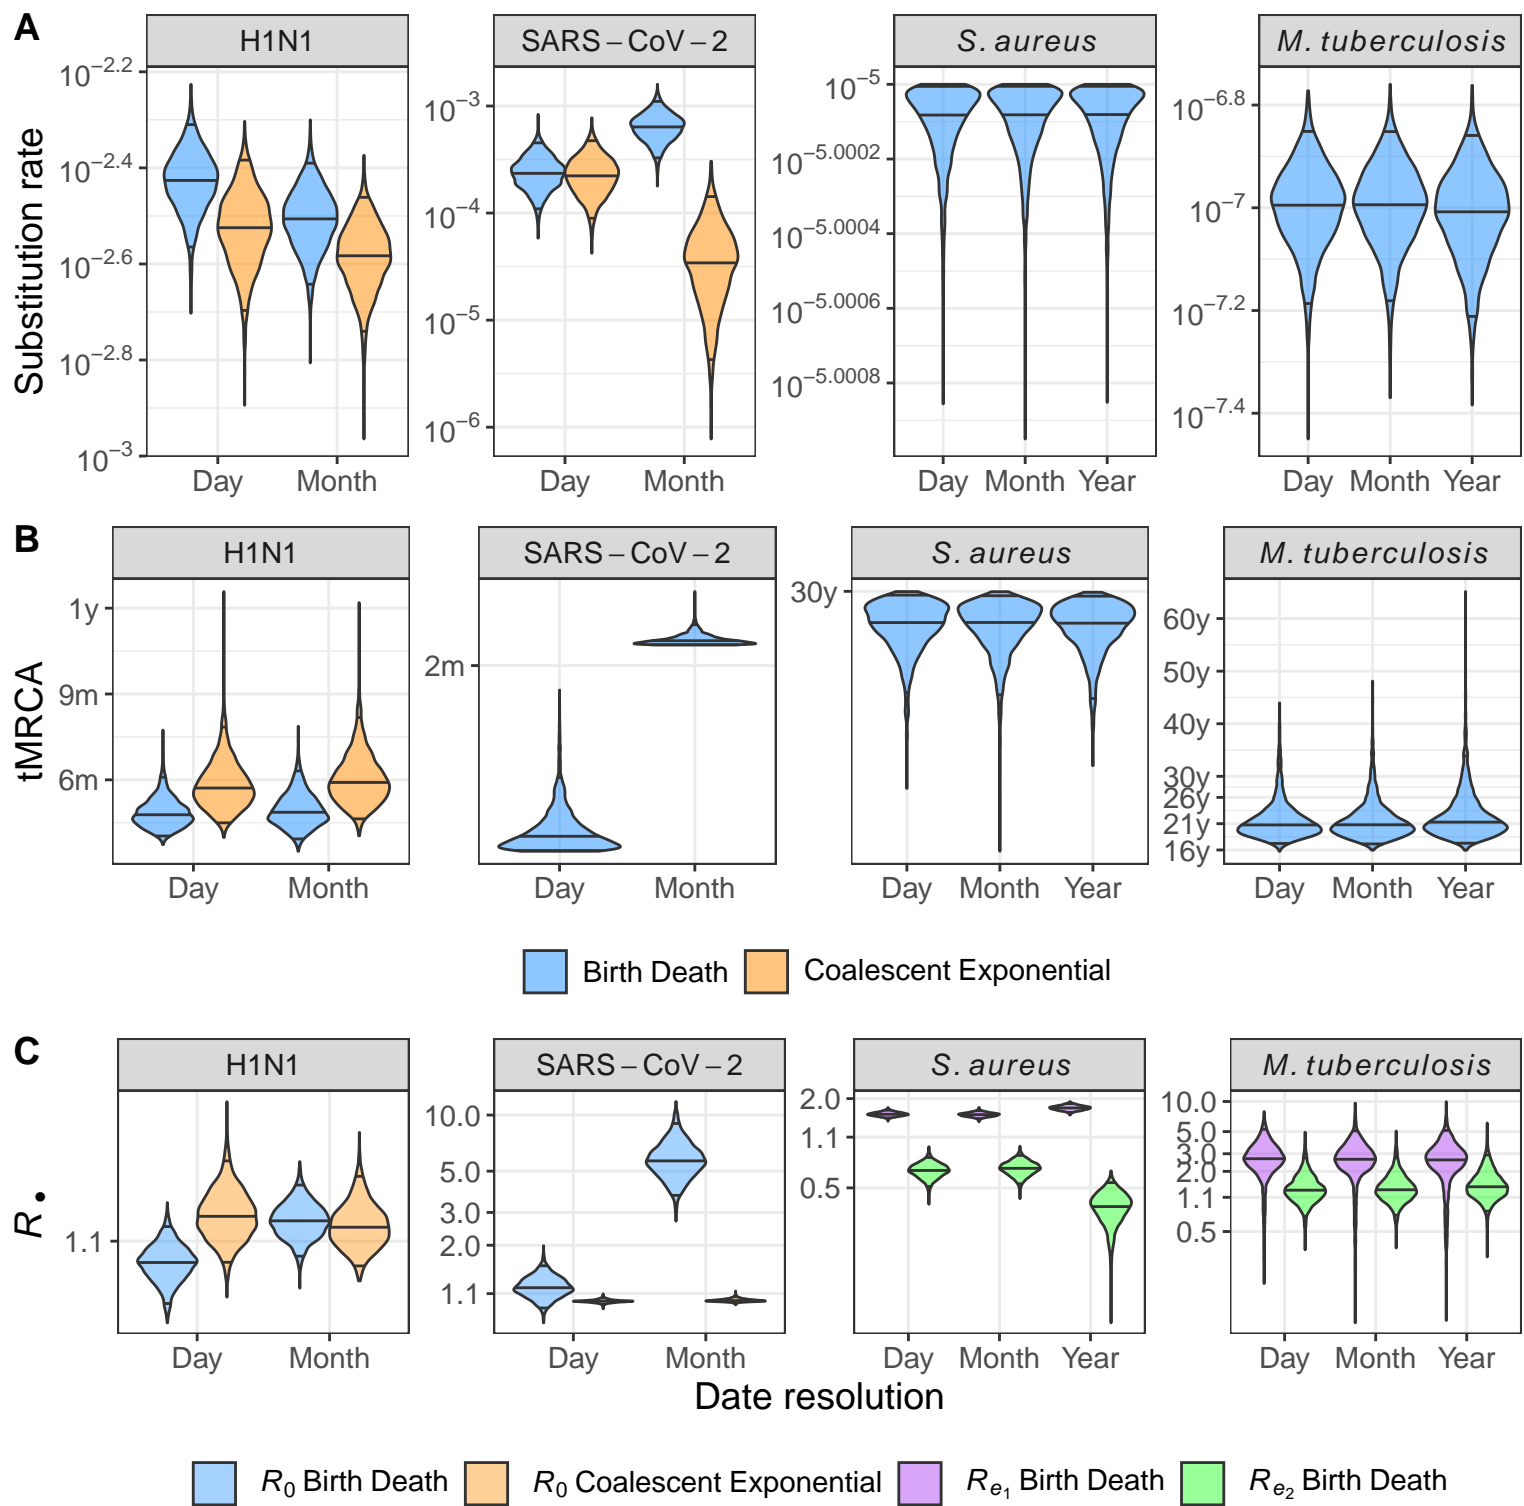 A
H1N1
SARS – CoV – 2
S. aureus
M. tuberculosis
Substitution rate
10^−2.2
10^−2.4
10^−2.6
10^−2.8
10^−3
10^−3
10^−4
10^−5
10^−6
10^−5
10^−5.0002
10^−5.0004
10^−5.0006
10^−5.0008
10^−6.8
10^−7
10^−7.2
10^−7.4
Day Month
Day Month
Day Month Year
Day Month Year
B
H1N1
SARS – CoV – 2
S. aureus
M. tuberculosis
tMRCA
1y
9m
6m
2m
30y
60y
50y
40y
30y
26y
21y
16y
Day Month
Day Month
Day Month Year
Day Month Year
Birth Death Coalescent Exponential
C
H1N1
SARS – CoV – 2
S. aureus
M. tuberculosis
R•
1.1
10.0
5.0
3.0
2.0
1.1
2.0
1.1
0.5
10.0
5.0
3.0
2.0
1.1
0.5
Day Month
Day Month
Day Month Year
Day Month Year
Date resolution
R0 Birth Death R0 Coalescent Exponential Re1 Birth Death Re2 Birth Death